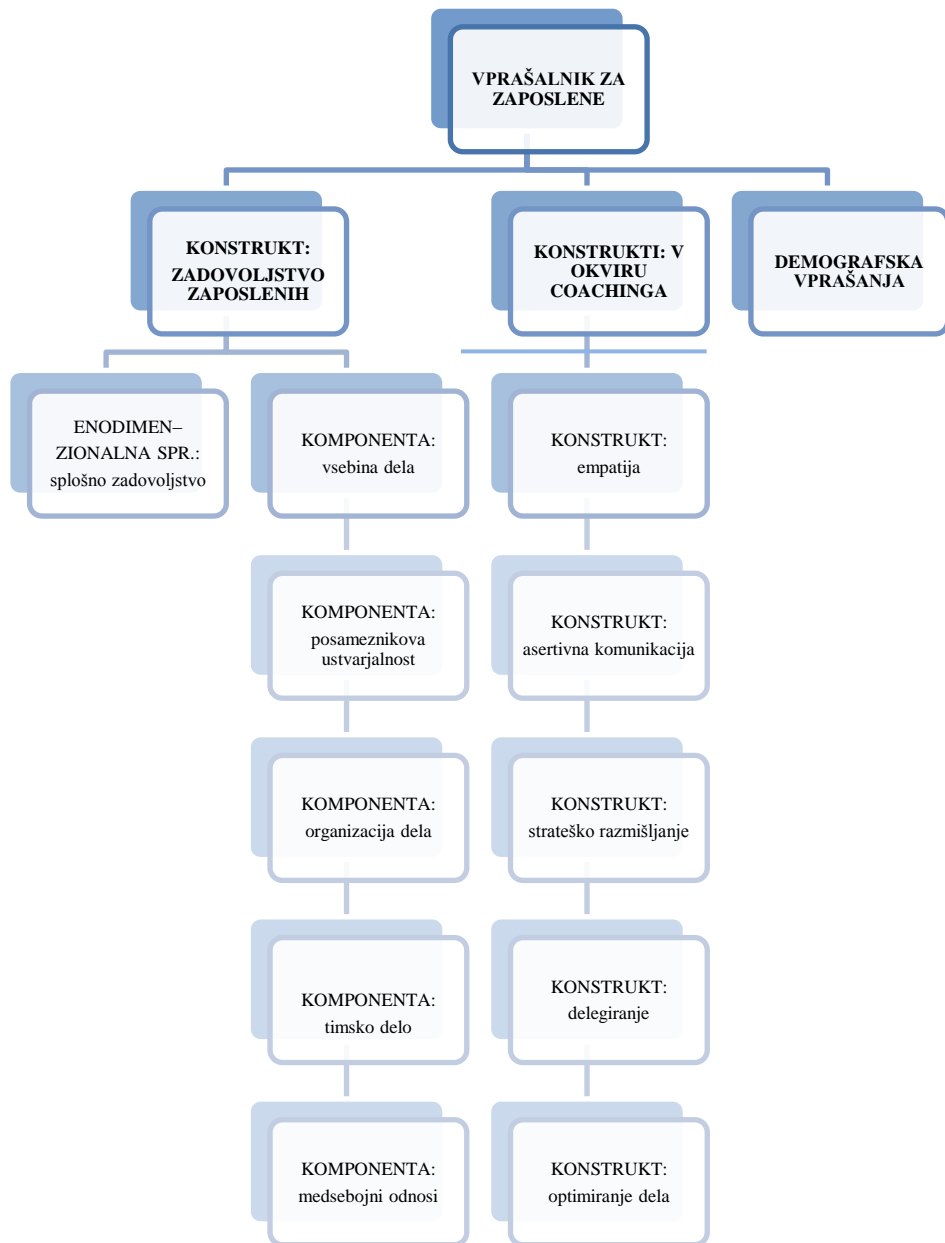 VPRAŠALNIK ZA
ZAPOSLENE
KONSTRUKT:
ZADOVOLJSTVO
ZAPOSLENIH
KONSTRUKTI: V
OKVIRU
COACHINGA
DEMOGRAFSKA
VPRAŠANJA
ENODIMEN–
ZIONALNA SPR.:
splošno zadovoljstvo
KOMPONENTA:
vsebina dela
KONSTRUKT:
empatija
KOMPONENTA:
posameznikova
ustvarjalnost
KONSTRUKT:
asertivna komunikacija
KOMPONENTA:
organizacija dela
KONSTRUKT:
strateško razmišljanje
KOMPONENTA:
timsko delo
KONSTRUKT:
delegiranje
KOMPONENTA:
medsebojni odnosi
KONSTRUKT:
optimiranje dela